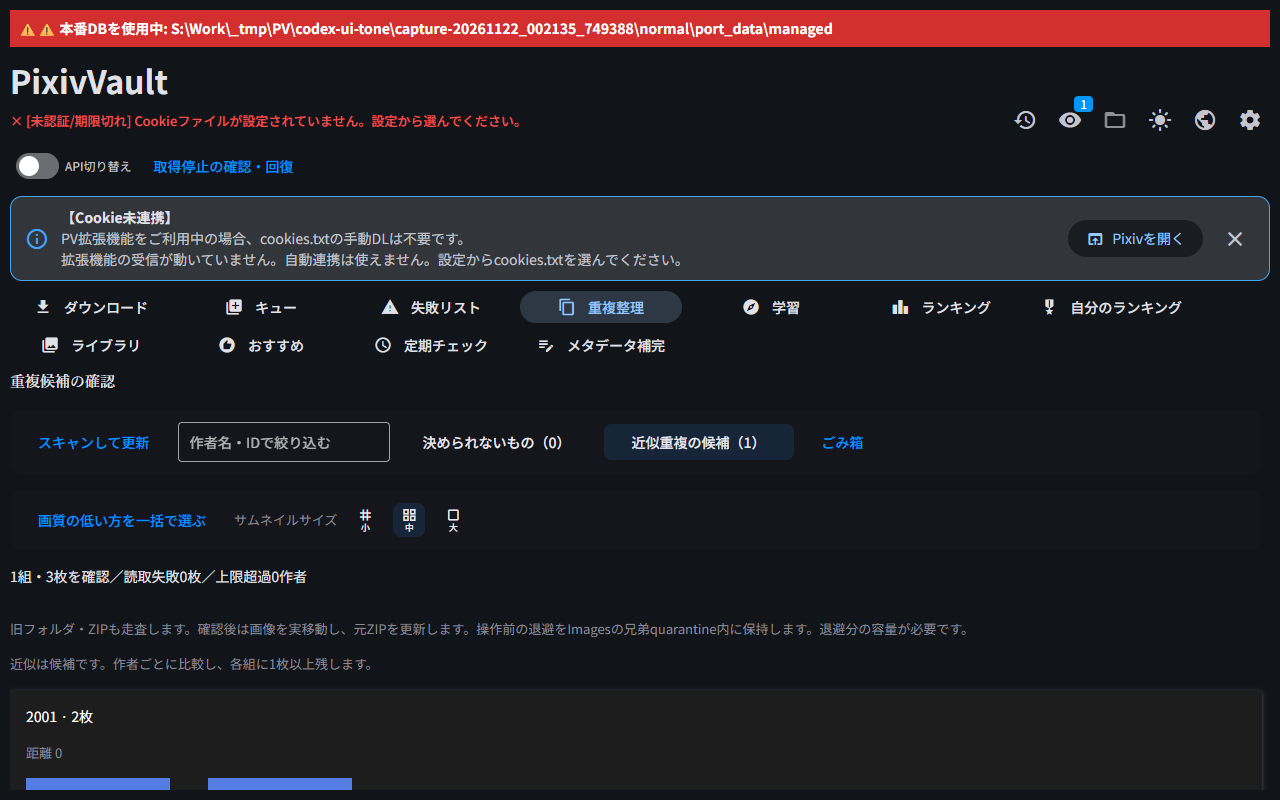 本番DBを使用中: S:\Work\_tmp\PV\codex-ui-tone\capture-20261122_002135_749388\normal\port_data\managed
PixivVault
× [未認証/期限切れ] Cookieファイルが設定されていません。設定から選んでください。
1
API切り替え
取得停止の確認・回復
【Cookie未連携】
PV拡張機能をご利用中の場合、cookies.txtの手動DLは不要です。
拡張機能の受信が動いていません。自動連携は使えません。設定からcookies.txtを選んでください。
Pixivを開く
ダウンロード
キュー
失敗リスト
重複整理
学習
ランキング
自分のランキング
ライブラリ
おすすめ
定期チェック
メタデータ補完
重複候補の確認
スキャンして更新
作者名・IDで絞り込む
決められないもの（0）
近似重複の候補（1）
ごみ箱
画質の低い方を一括で選ぶ
サムネイルサイズ
小
中
大
1組・3枚を確認／読取失敗0枚／上限超過0作者
旧フォルダ・ZIPも走査します。確認後は画像を実移動し、元ZIPを更新します。操作前の退避をImagesの兄弟quarantine内に保持します。退避分の容量が必要です。
近似は候補です。作者ごとに比較し、各組に1枚以上残します。
2001 · 2枚
距離 0